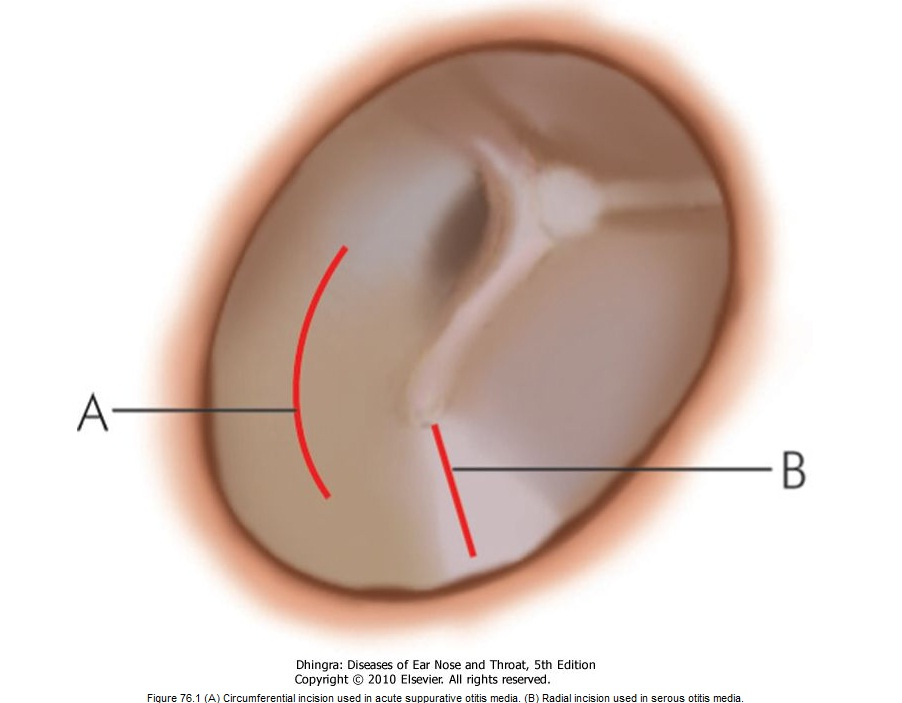 A
B
Dhingra: Diseases of Ear Nose and Throat, 5th Edition
Copyright © 2010 Elsevier. All rights reserved.
Figure 76.1 (A) Circumferential incision used in acute suppurative otitis media. (B) Radial incision used in serous otitis media.